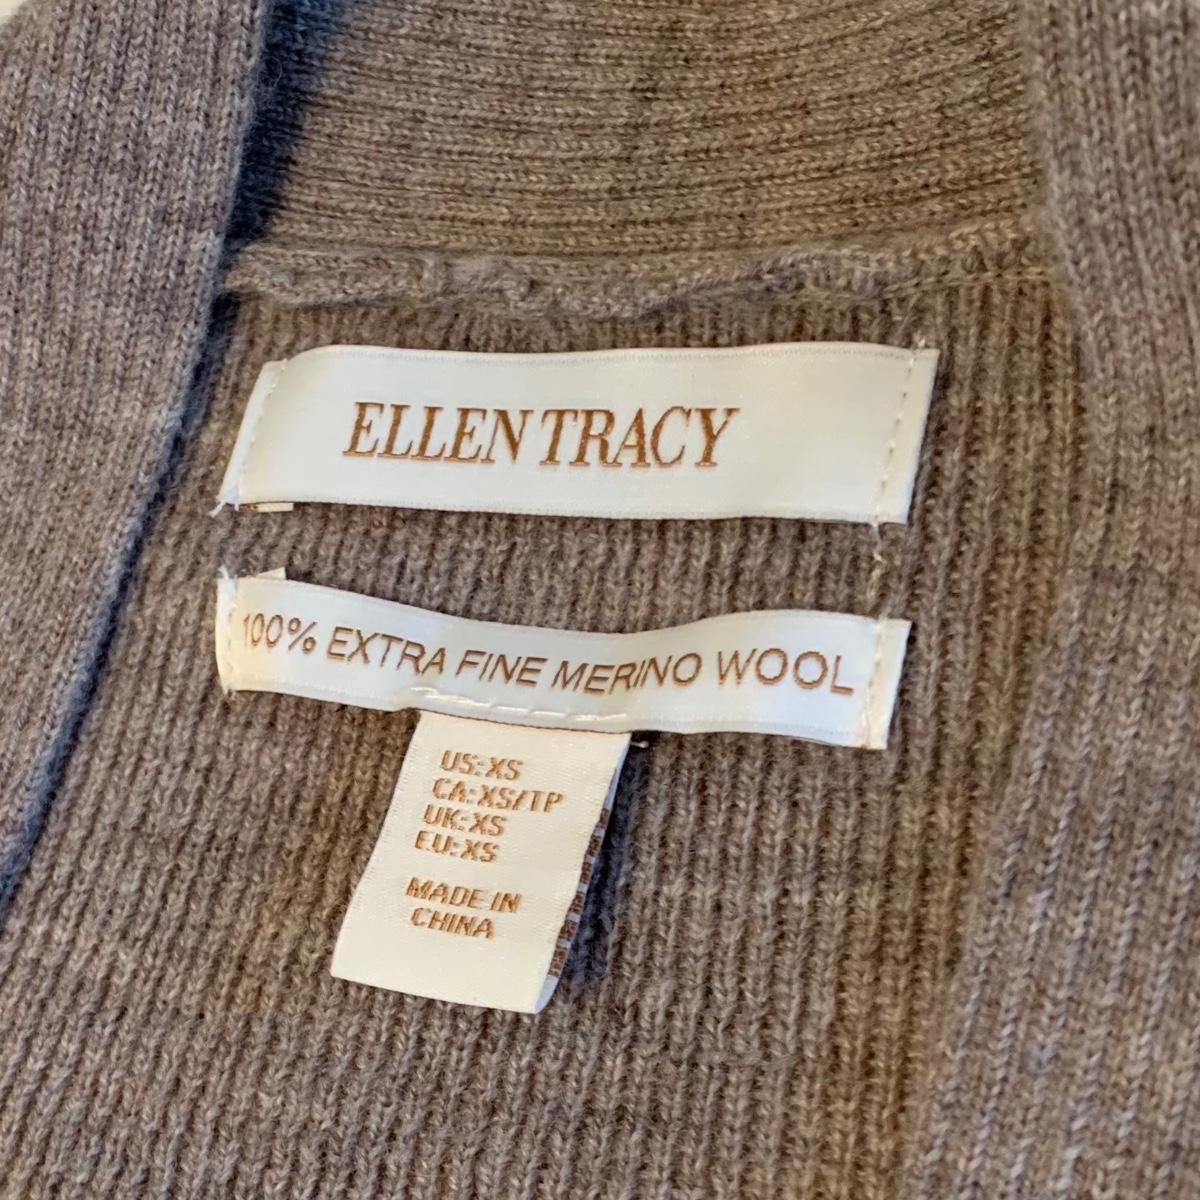 ELLEN TRACY
100% EXTRA FINE MERINO WOOL
US: XS
CA: XS/TP
UK: XS
EU: XS
MADE IN
CHINA